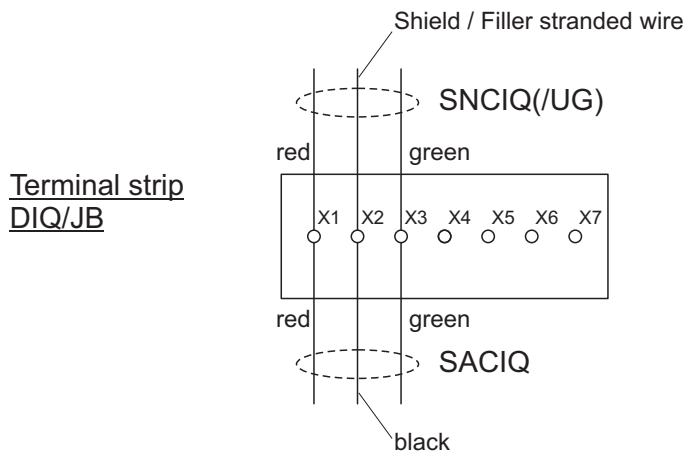 Shield / Filler stranded wire
SNCIQ(/UG)
red green
Terminal strip
DIQ/JB
X1 X2 X3 X4 X5 X6 X7
red green
SACIQ
black